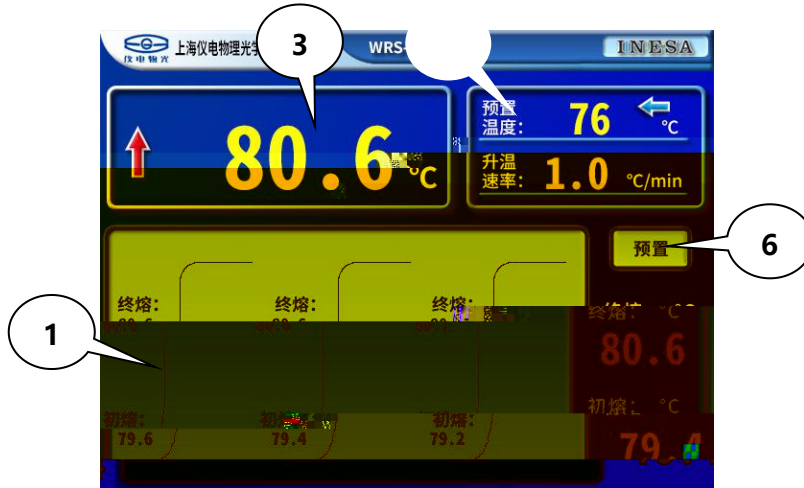 仪电物光
上海仪电物理光学
WRS-
INESA
3
80.6 ℃
预置温度: 76 ℃
升温速率: 1.0 ℃/min
预置
6
终熔:
终熔:
终熔:
终熔: °C
1
80.6
初熔:
初熔:
初熔:
初熔: °C
79.6
79.4
79.2
79.4